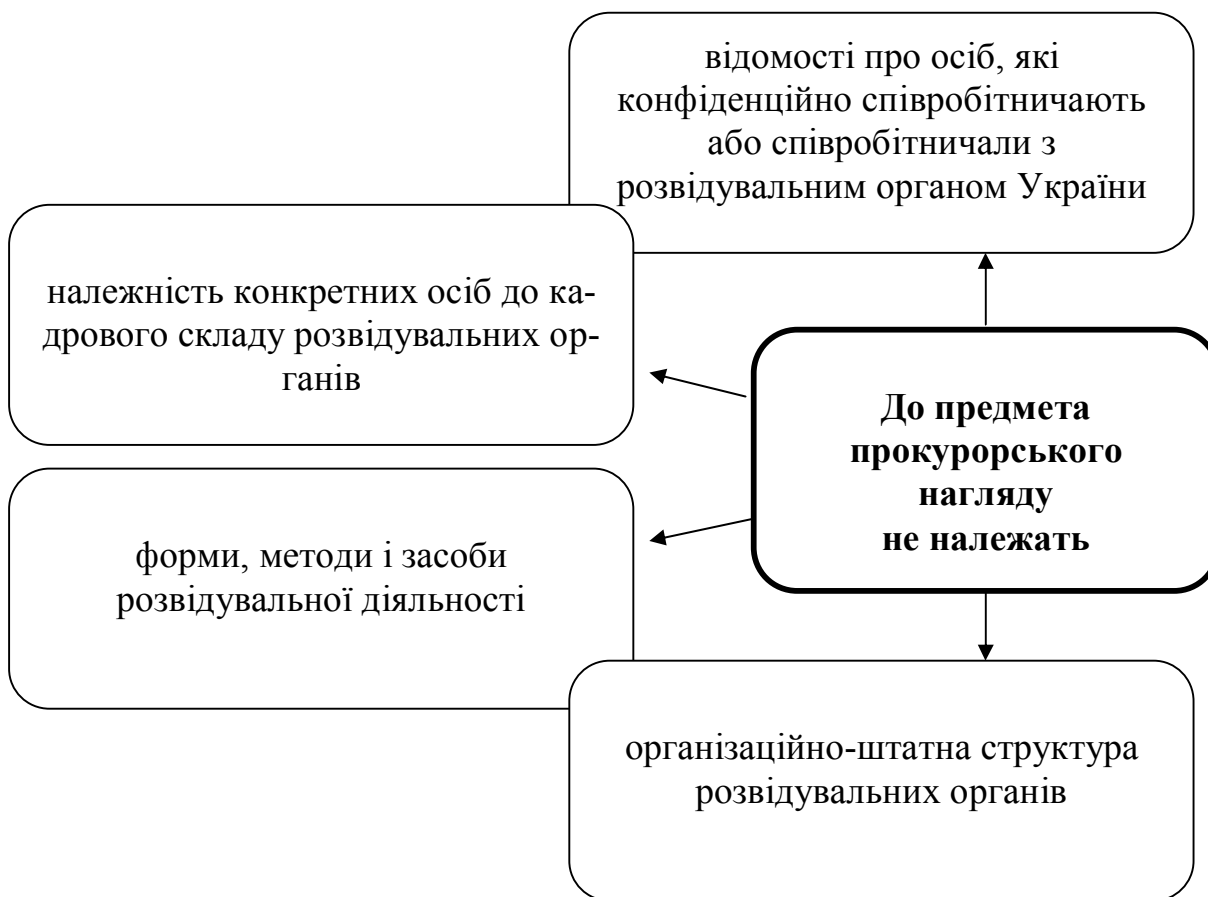 відомості про осіб, які
конфіденційно співробітничають
або співробітничали з
розвідувальним органом України
належність конкретних осіб до ка-
дрового складу розвідувальних ор-
ганів
До предмета
прокурорського
нагляду
не належать
форми, методи і засоби
розвідувальної діяльності
організаційно-штатна структура
розвідувальних органів